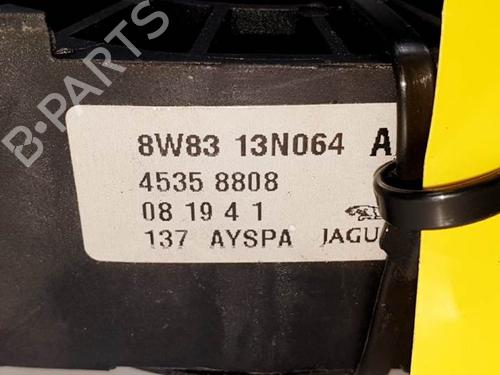 B-PARTS
8W83 13N064 A
4535 8808
08 19 4 1
137 AYSPA JAGU